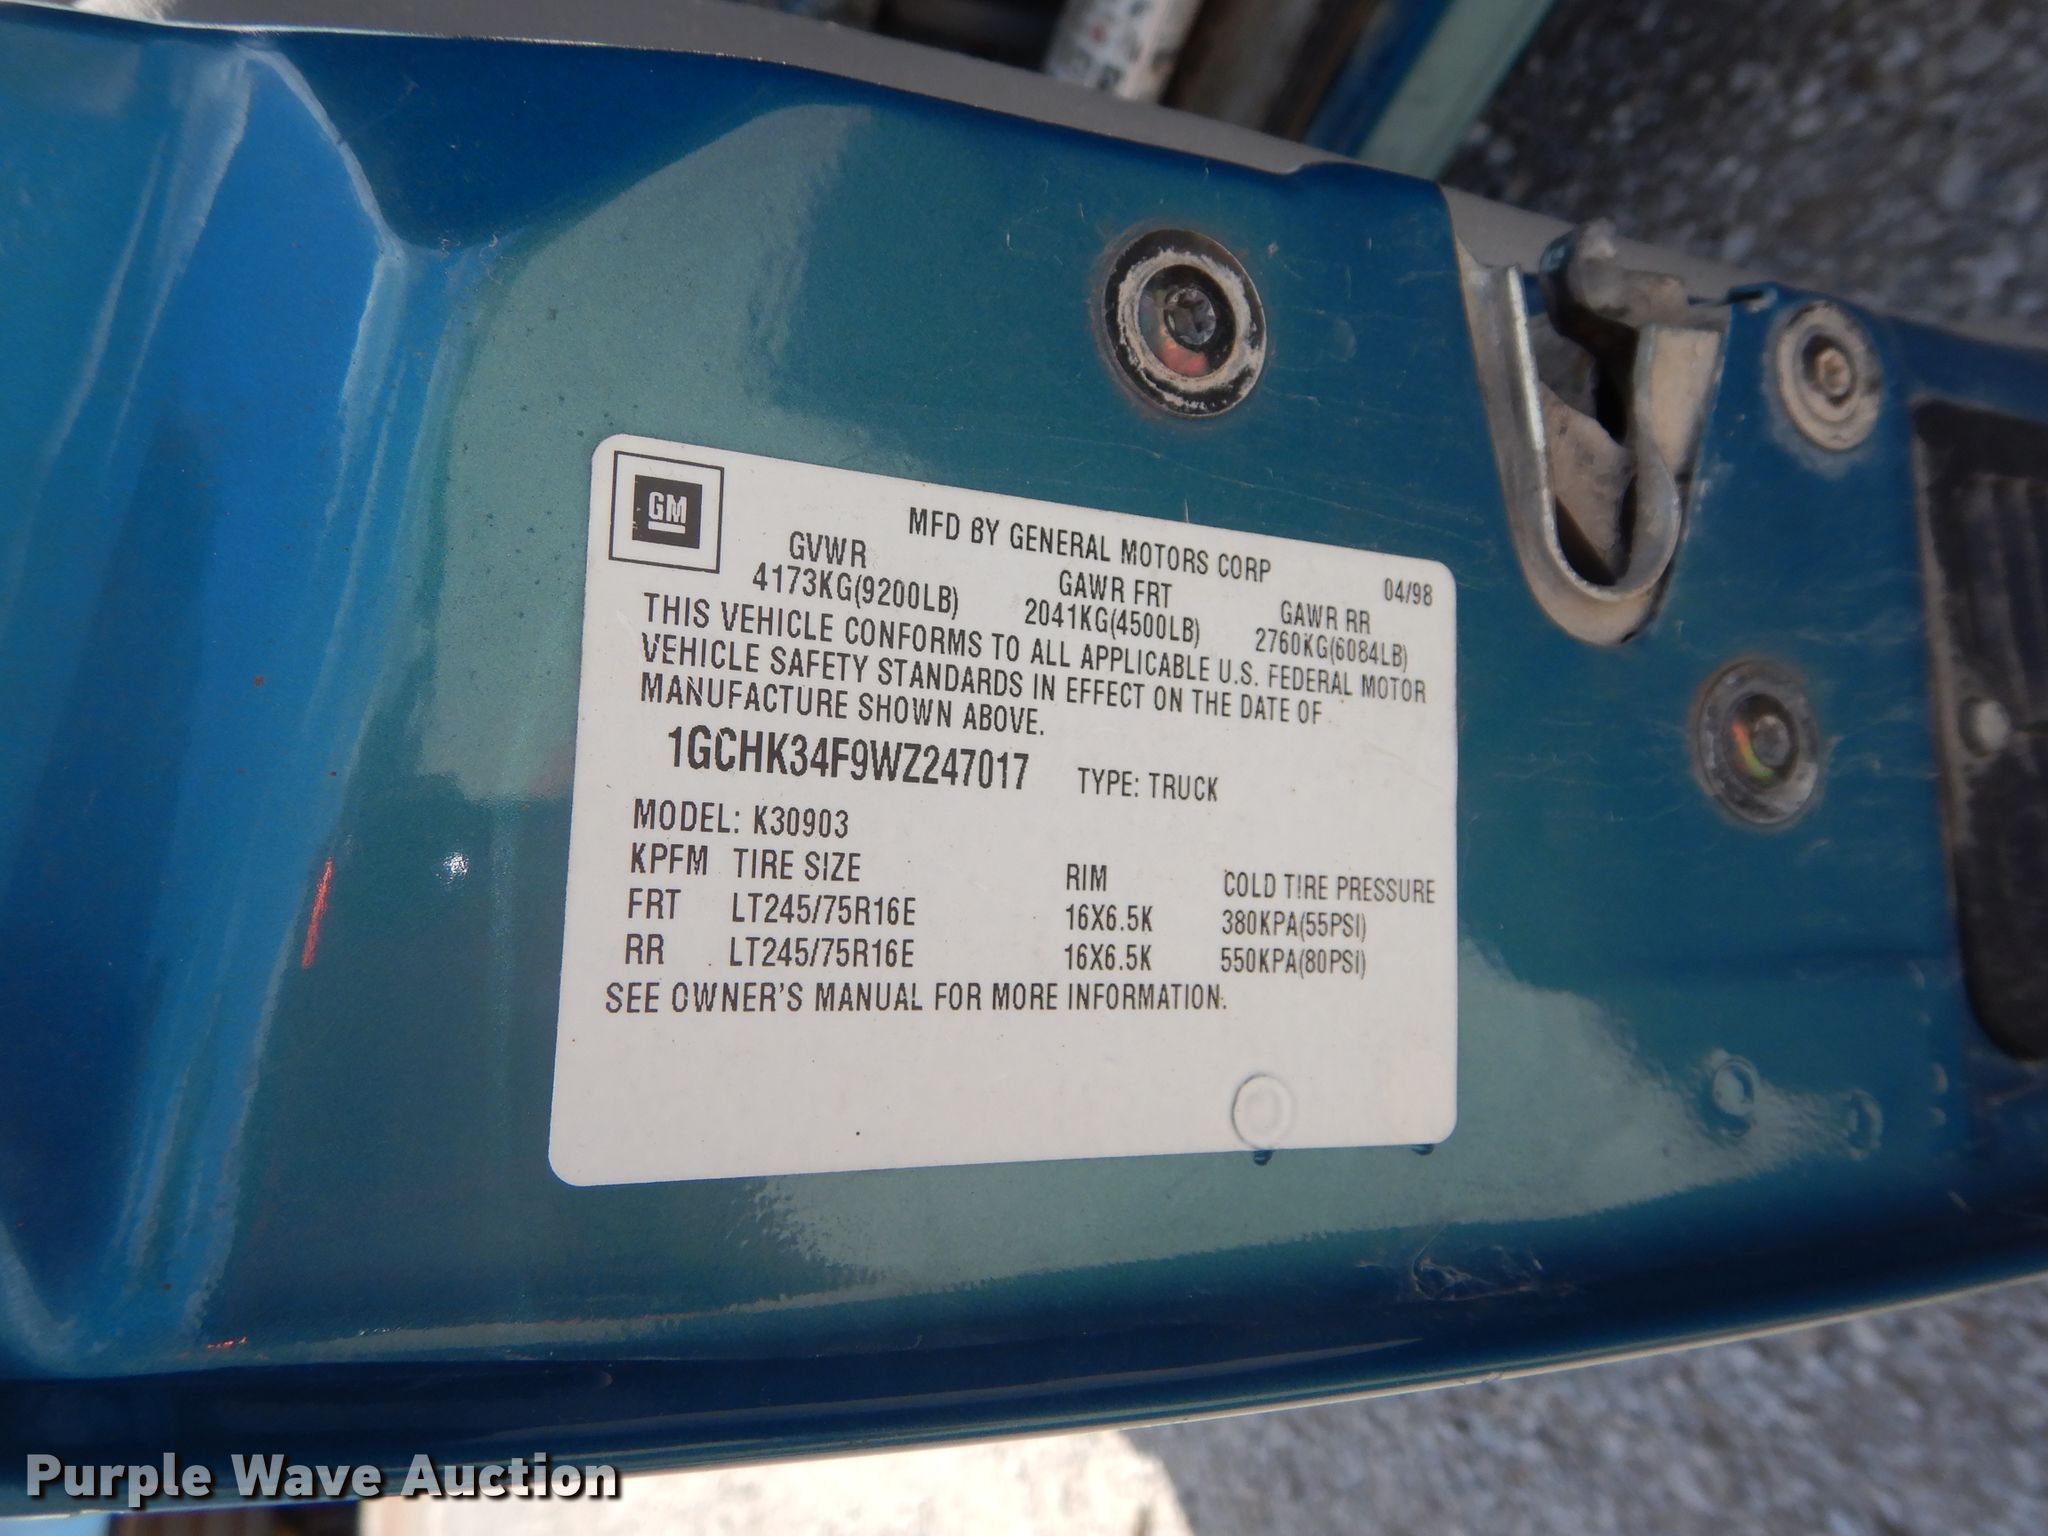 GM
MFD BY GENERAL MOTORS CORP
04/98
GVWR
GAWR FRT
GAWR RR
4173KG(9200LB)
2041KG(4500LB)
2760KG(6084LB)
THIS VEHICLE CONFORMS TO ALL APPLICABLE U.S. FEDERAL MOTOR
VEHICLE SAFETY STANDARDS IN EFFECT ON THE DATE OF
MANUFACTURE SHOWN ABOVE.
1GCHK34F9WZ247017 TYPE: TRUCK
MODEL: K30903
KPFM TIRE SIZE RIM COLD TIRE PRESSURE
FRT LT245/75R16E 16X6.5K 380KPA(55PSI)
RR LT245/75R16E 16X6.5K 550KPA(80PSI)
SEE OWNER'S MANUAL FOR MORE INFORMATION.
Purple Wave Auction